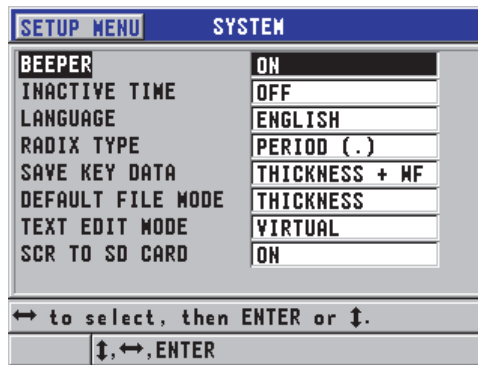 SETUP MENU SYSTEM
BEEPER ON
INACTIVE TIME OFF
LANGUAGE ENGLISH
RADIX TYPE PERIOD (.)
SAVE KEY DATA THICKNESS + WF
DEFAULT FILE MODE THICKNESS
TEXT EDIT MODE VIRTUAL
SCR TO SD CARD ON
↔ to select, then ENTER or ↕.
↕,↔,ENTER